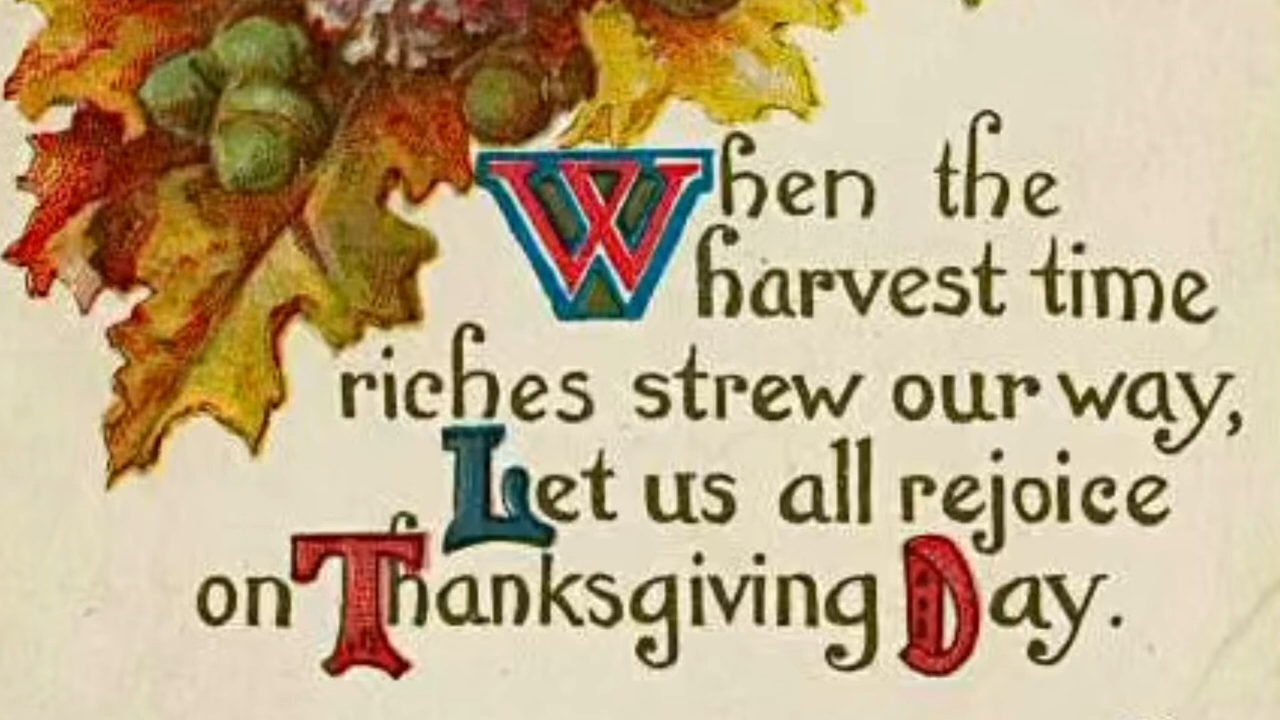 When the
harvest time
riches strew our way,
Let us all rejoice
on Thanksgiving Day.